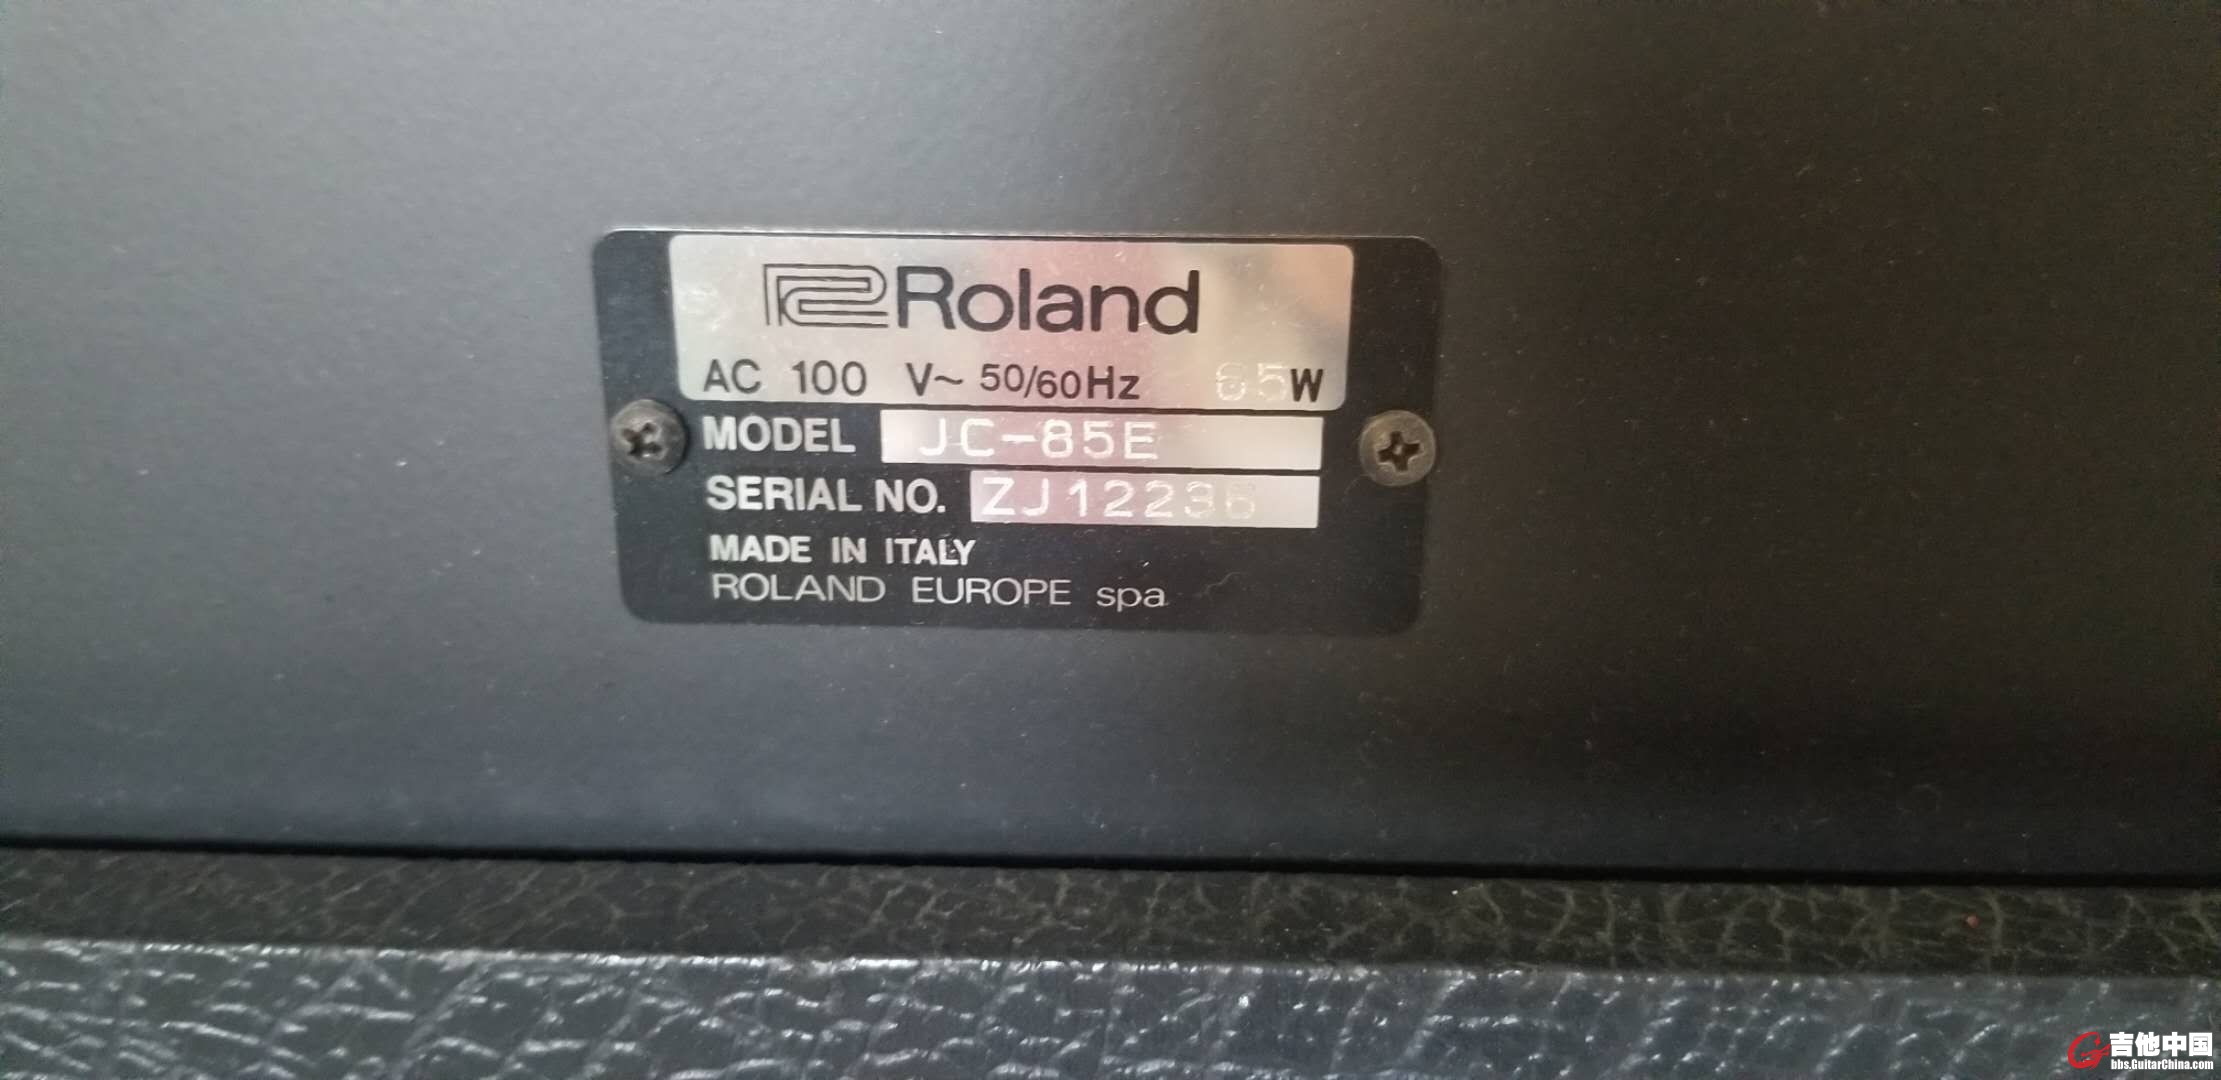 Roland
AC 100 V~ 50/60Hz 65W
MODEL JC-85E
SERIAL NO. ZJ12236
MADE IN ITALY
ROLAND EUROPE spa
吉他中国
bbs.GuitarChina.com